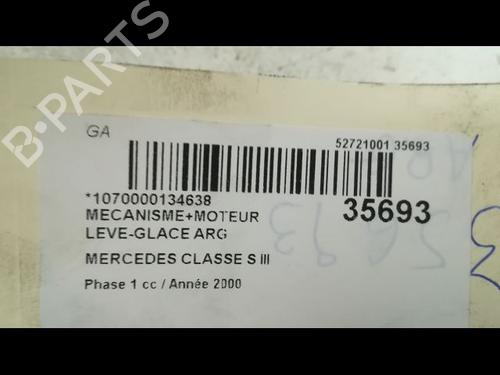 B-PARTS
GA
52721001 35693
*1070000134638
35693
MECANISME+MOTEUR
LEVE-GLACE ARG
MERCEDES CLASSE S III
Phase 1 cc / Année 2000